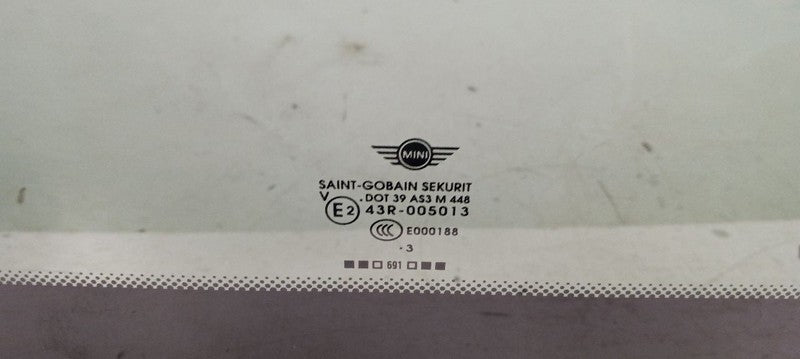 MINI
SAINT-GOBAIN SEKURIT
V .DOT 39 AS3 M 448
E2 43R-005013
CCC E000188
.3
691